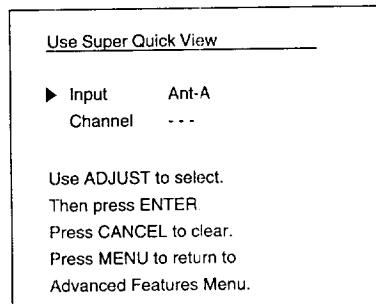 Use Super Quick View
▶ Input Ant-A
Channel - - -
Use ADJUST to select.
Then press ENTER
Press CANCEL to clear.
Press MENU to return to
Advanced Features Menu.